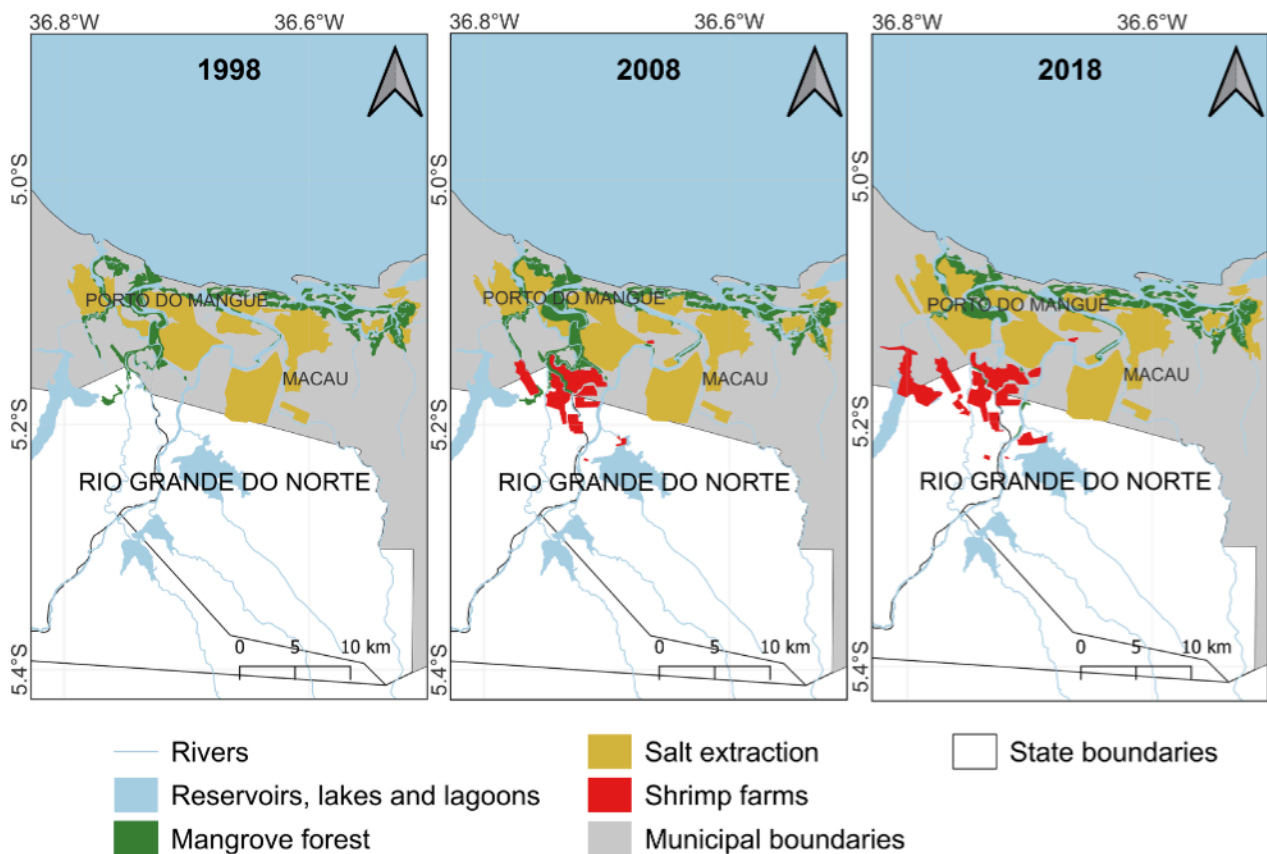 36.8°W 36.6°W 36.8°W 36.6°W 36.8°W 36.6°W
1998 2008 2018
5.0°S 5.0°S 5.0°S
PORTO DO MANGUE PORTO DO MANGUE PORTO DO MANGUE
MACAU MACAU MACAU
5.2°S 5.2°S 5.2°S
RIO GRANDE DO NORTE RIO GRANDE DO NORTE RIO GRANDE DO NORTE
0 5 10 km 0 5 10 km 0 5 10 km
5.4°S 5.4°S 5.4°S
Rivers Salt extraction State boundaries
Reservoirs, lakes and lagoons Shrimp farms
Mangrove forest Municipal boundaries